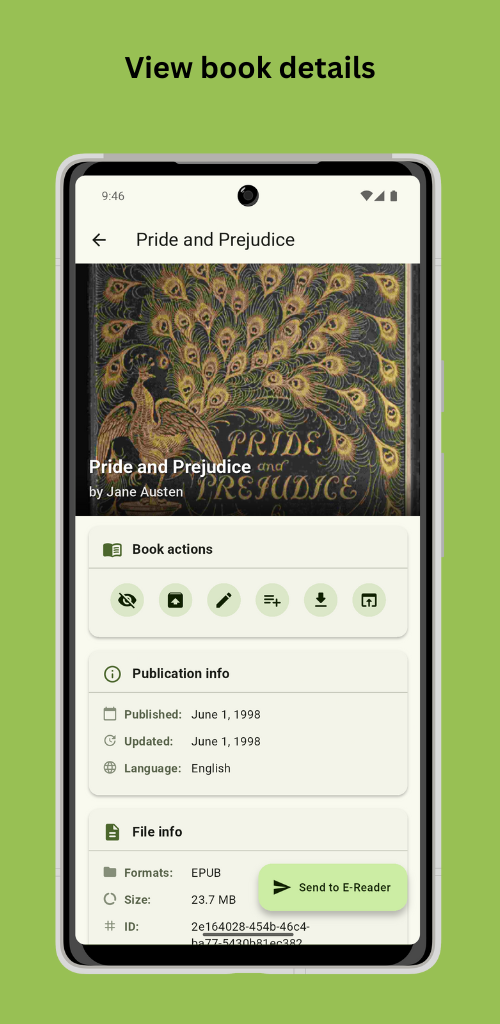 View book details
9:46
Pride and Prejudice
PRIDE
and
PREJUDICE
Pride and Prejudice
by Jane Austen
Book actions
Publication info
Published: June 1, 1998
Updated: June 1, 1998
Language: English
File info
Formats: EPUB
Size: 23.7 MB
Send to E-Reader
ID: 2e164028-454b-46c4-
ba77-5430b81ec382